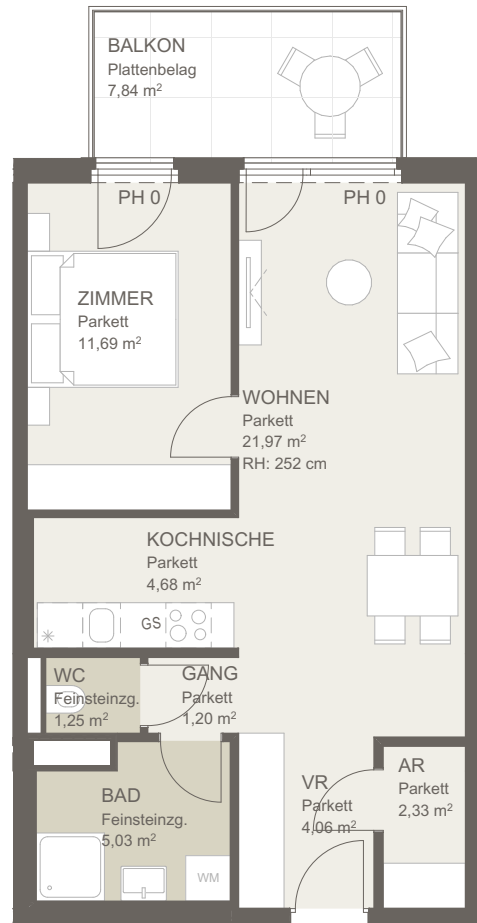 BALKON
Plattenbelag
7,84 m²
PH 0
PH 0
ZIMMER
Parkett
11,69 m²
WOHNEN
Parkett
21,97 m²
RH: 252 cm
KOCHNISCHE
Parkett
4,68 m²
GS
WC
Feinsteinzg.
1,25 m²
GANG
Parkett
1,20 m²
BAD
Feinsteinzg.
5,03 m²
WM
VR
Parkett
4,06 m²
AR
Parkett
2,33 m²